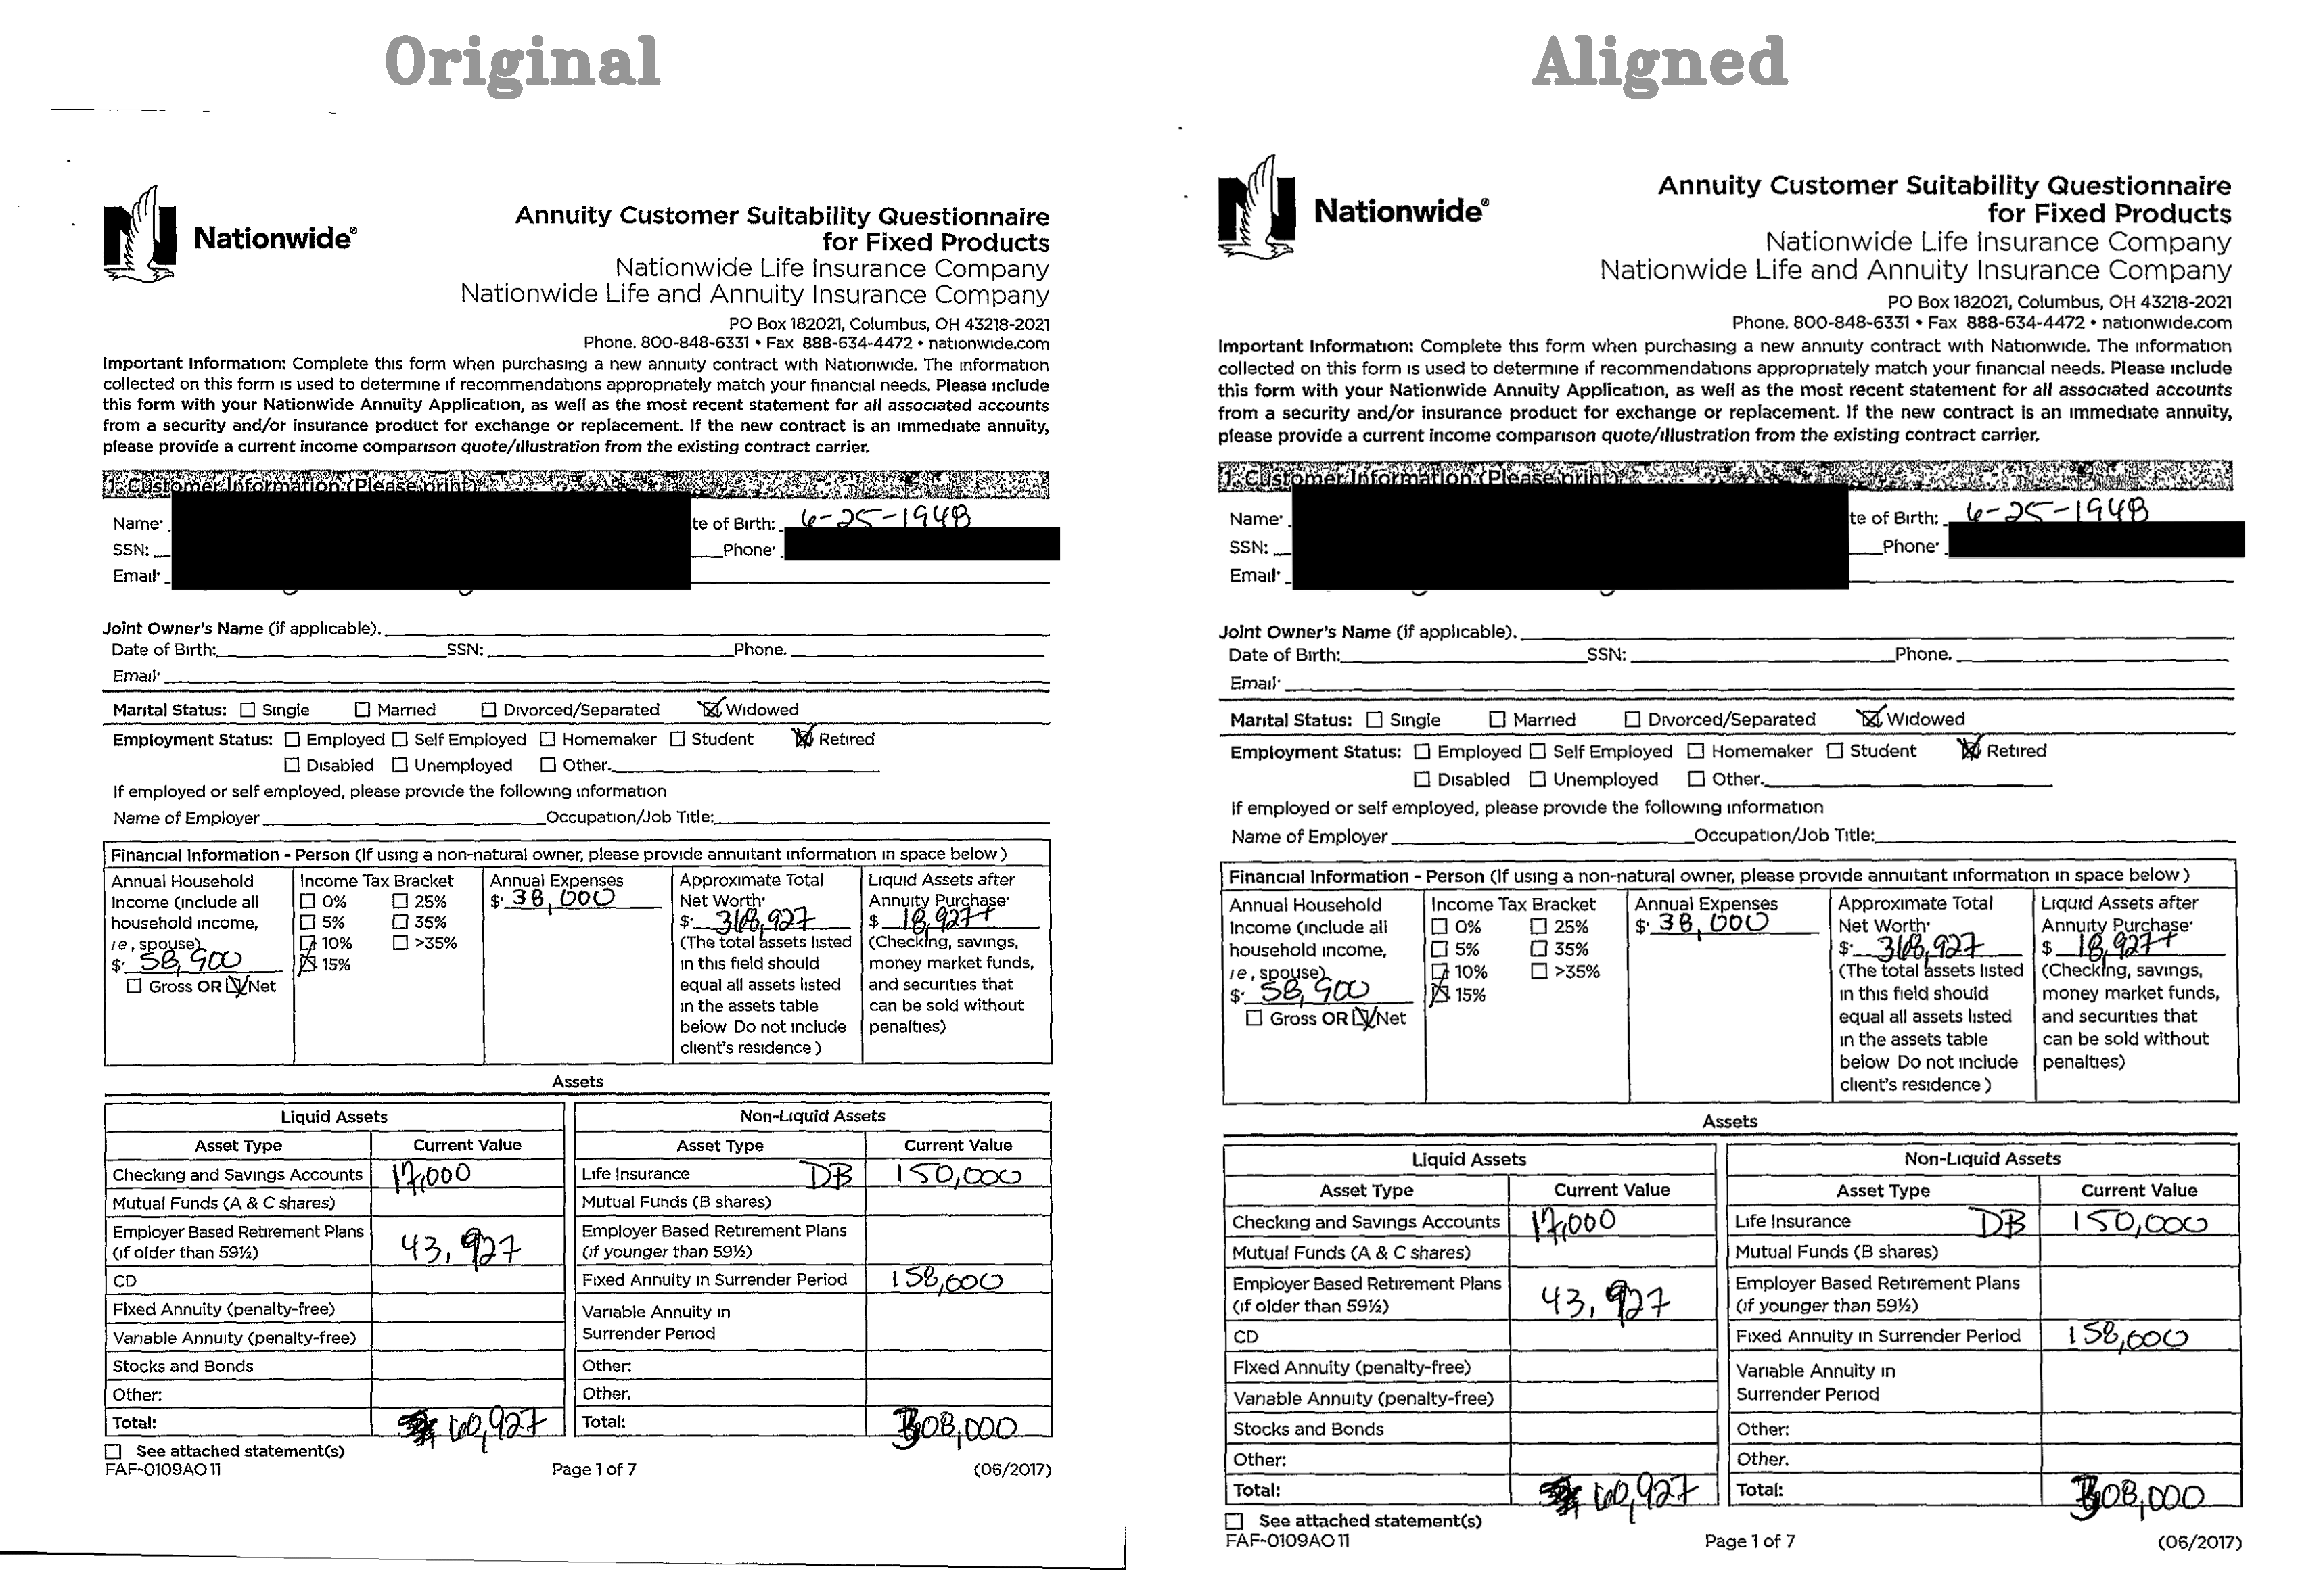 Original
Nationwide®
Annuity Customer Suitability Questionnaire
for Fixed Products
Nationwide Life Insurance Company
Nationwide Life and Annuity Insurance Company
PO Box 182021, Columbus, OH 43218-2021
Phone. 800-848-6331 • Fax 888-634-4472 • nationwide.com
Important Information: Complete this form when purchasing a new annuity contract with Nationwide. The information
collected on this form is used to determine if recommendations appropriately match your financial needs. Please include
this form with your Nationwide Annuity Application, as well as the most recent statement for all associated accounts
from a security and/or insurance product for exchange or replacement. If the new contract is an immediate annuity,
please provide a current income comparison quote/illustration from the existing contract carrier.
1. Customer Information (Please print)
Name: te of Birth: 6-25-1948
SSN: Phone:
Email:
Joint Owner's Name (if applicable).
Date of Birth: SSN: Phone.
Email:
Marital Status: Single Married Divorced/Separated Widowed
Employment Status: Employed Self Employed Homemaker Student Retired
Disabled Unemployed Other.
If employed or self employed, please provide the following information
Name of Employer Occupation/Job Title:
Financial Information - Person (If using a non-natural owner, please provide annuitant information in space below)
Annual Household
Income (include all
household income,
ie, spouse)
$ 58,900
Gross OR Net
Income Tax Bracket
0% 25%
5% 35%
10% >35%
15%
Annual Expenses
$ 38,000
Approximate Total
Net Worth:
$ 368,927
(The total assets listed
in this field should
equal all assets listed
in the assets table
below Do not include
client's residence)
Liquid Assets after
Annuity Purchase:
$ 18,927+
(Checking, savings,
money market funds,
and securities that
can be sold without
penalties)
Assets
Liquid Assets
Asset Type Current Value
Checking and Savings Accounts 17,000
Mutual Funds (A & C shares)
Employer Based Retirement Plans
(if older than 59½) 43,927
CD
Fixed Annuity (penalty-free)
Variable Annuity (penalty-free)
Stocks and Bonds
Other:
Total: 60,927
Non-Liquid Assets
Asset Type Current Value
Life Insurance DB 150,000
Mutual Funds (B shares)
Employer Based Retirement Plans
(if younger than 59½)
Fixed Annuity in Surrender Period 158,000
Variable Annuity in
Surrender Period
Other:
Other.
Total: 308,000
See attached statement(s)
FAF-0109AO 11 Page 1 of 7 (06/2017)
Aligned
Nationwide®
Annuity Customer Suitability Questionnaire
for Fixed Products
Nationwide Life Insurance Company
Nationwide Life and Annuity Insurance Company
PO Box 182021, Columbus, OH 43218-2021
Phone. 800-848-6331 • Fax 888-634-4472 • nationwide.com
Important Information: Complete this form when purchasing a new annuity contract with Nationwide. The information
collected on this form is used to determine if recommendations appropriately match your financial needs. Please include
this form with your Nationwide Annuity Application, as well as the most recent statement for all associated accounts
from a security and/or insurance product for exchange or replacement. If the new contract is an immediate annuity,
please provide a current income comparison quote/illustration from the existing contract carrier.
1. Customer Information (Please print)
Name: te of Birth: 6-25-1948
SSN: Phone:
Email:
Joint Owner's Name (if applicable).
Date of Birth: SSN: Phone.
Email:
Marital Status: Single Married Divorced/Separated Widowed
Employment Status: Employed Self Employed Homemaker Student Retired
Disabled Unemployed Other.
If employed or self employed, please provide the following information
Name of Employer Occupation/Job Title:
Financial Information - Person (If using a non-natural owner, please provide annuitant information in space below)
Annual Household
Income (include all
household income,
ie, spouse)
$ 58,900
Gross OR Net
Income Tax Bracket
0% 25%
5% 35%
10% >35%
15%
Annual Expenses
$ 38,000
Approximate Total
Net Worth:
$ 368,927
(The total assets listed
in this field should
equal all assets listed
in the assets table
below Do not include
client's residence)
Liquid Assets after
Annuity Purchase:
$ 18,927+
(Checking, savings,
money market funds,
and securities that
can be sold without
penalties)
Assets
Liquid Assets
Asset Type Current Value
Checking and Savings Accounts 17,000
Mutual Funds (A & C shares)
Employer Based Retirement Plans
(if older than 59½) 43,927
CD
Fixed Annuity (penalty-free)
Variable Annuity (penalty-free)
Stocks and Bonds
Other:
Total: 60,927
Non-Liquid Assets
Asset Type Current Value
Life Insurance DB 150,000
Mutual Funds (B shares)
Employer Based Retirement Plans
(if younger than 59½)
Fixed Annuity in Surrender Period 158,000
Variable Annuity in
Surrender Period
Other:
Other.
Total: 308,000
See attached statement(s)
FAF-0109AO 11 Page 1 of 7 (06/2017)